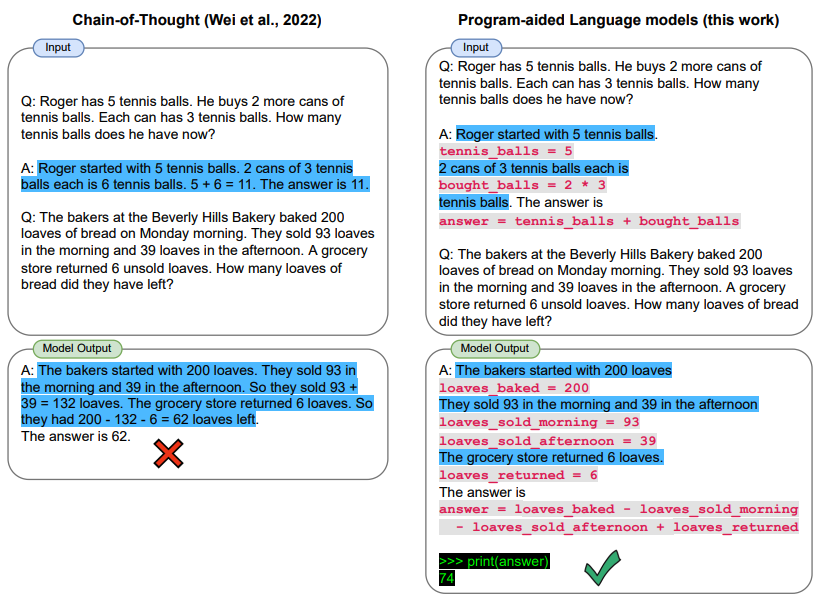 Chain-of-Thought (Wei et al., 2022)
Input
Q: Roger has 5 tennis balls. He buys 2 more cans of
tennis balls. Each can has 3 tennis balls. How many
tennis balls does he have now?
A: Roger started with 5 tennis balls. 2 cans of 3 tennis
balls each is 6 tennis balls. 5 + 6 = 11. The answer is 11.
Q: The bakers at the Beverly Hills Bakery baked 200
loaves of bread on Monday morning. They sold 93 loaves
in the morning and 39 loaves in the afternoon. A grocery
store returned 6 unsold loaves. How many loaves of
bread did they have left?
Model Output
A: The bakers started with 200 loaves. They sold 93 in
the morning and 39 in the afternoon. So they sold 93 +
39 = 132 loaves. The grocery store returned 6 loaves. So
they had 200 - 132 - 6 = 62 loaves left.
The answer is 62.
Program-aided Language models (this work)
Input
Q: Roger has 5 tennis balls. He buys 2 more cans of
tennis balls. Each can has 3 tennis balls. How many
tennis balls does he have now?
A: Roger started with 5 tennis balls.
tennis_balls = 5
2 cans of 3 tennis balls each is
bought_balls = 2 * 3
tennis balls. The answer is
answer = tennis_balls + bought_balls
Q: The bakers at the Beverly Hills Bakery baked 200
loaves of bread on Monday morning. They sold 93 loaves
in the morning and 39 loaves in the afternoon. A grocery
store returned 6 unsold loaves. How many loaves of bread
did they have left?
Model Output
A: The bakers started with 200 loaves
loaves_baked = 200
They sold 93 in the morning and 39 in the afternoon
loaves_sold_morning = 93
loaves_sold_afternoon = 39
The grocery store returned 6 loaves.
loaves_returned = 6
The answer is
answer = loaves_baked - loaves_sold_morning
- loaves_sold_afternoon + loaves_returned
>>> print(answer)
74